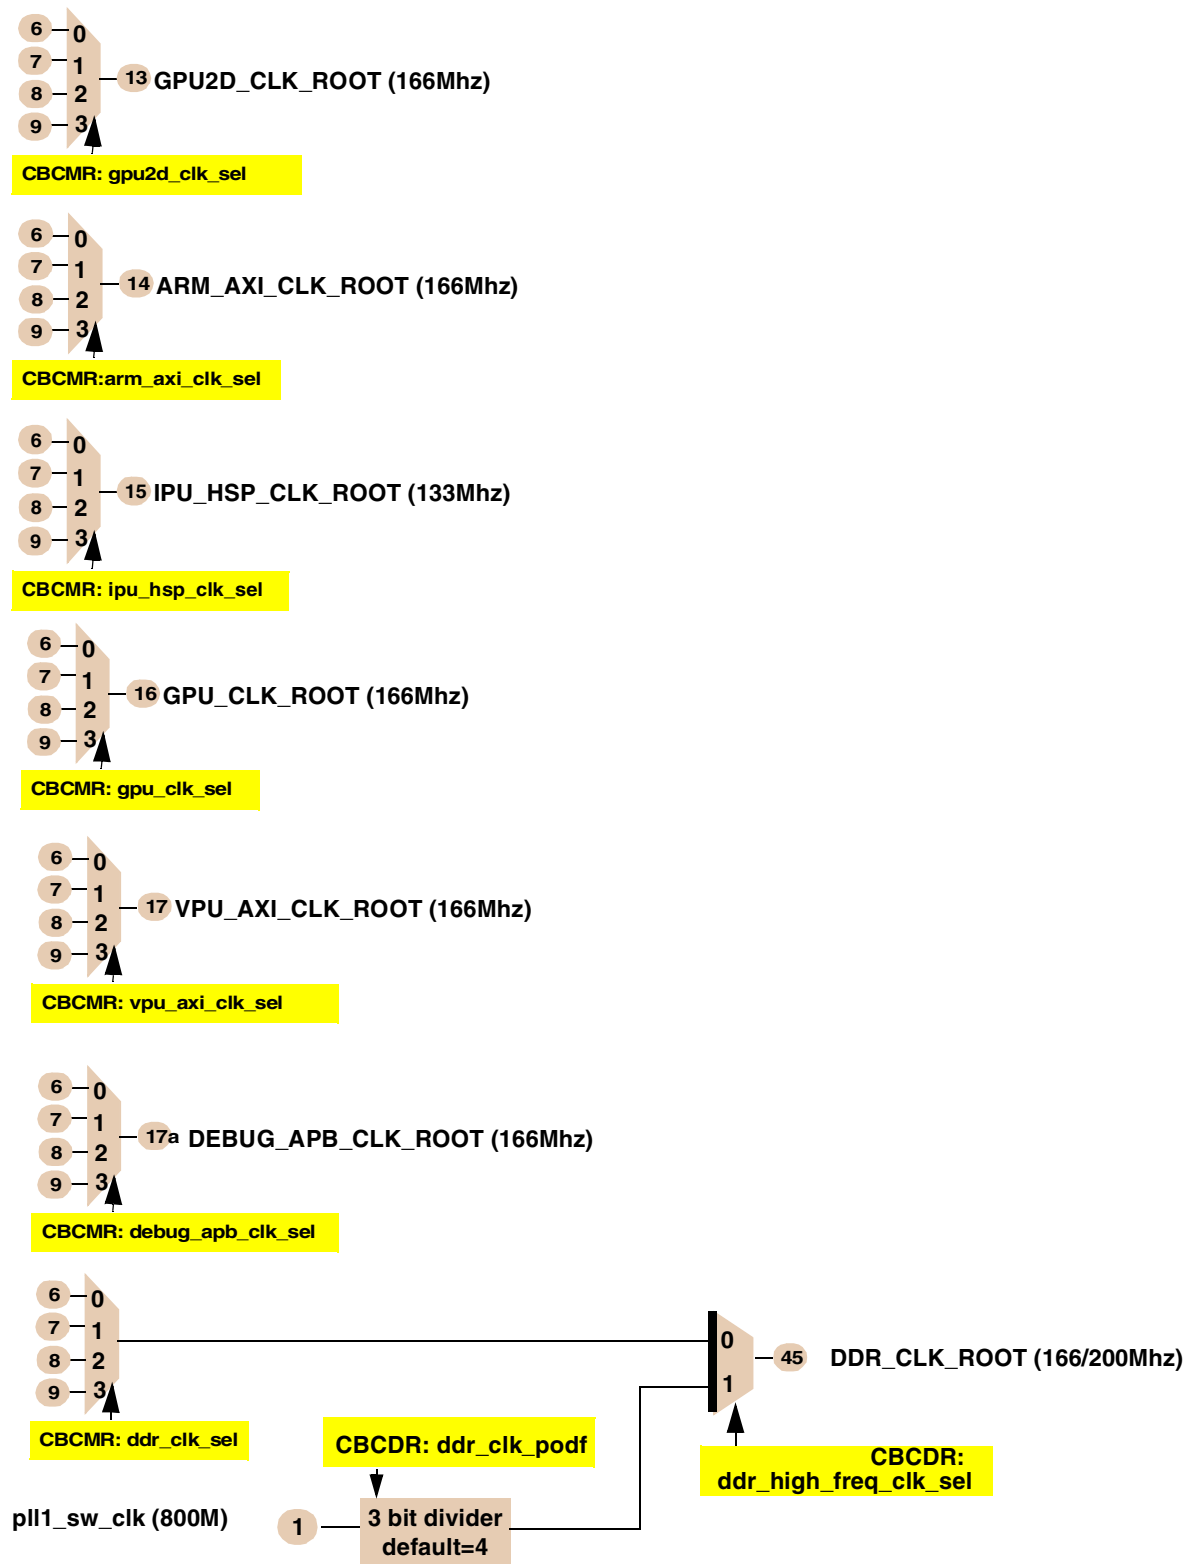 6 0
7 1
8 2
9 3
13 GPU2D_CLK_ROOT (166Mhz)
CBCMR: gpu2d_clk_sel
6 0
7 1
8 2
9 3
14 ARM_AXI_CLK_ROOT (166Mhz)
CBCMR:arm_axi_clk_sel
6 0
7 1
8 2
9 3
15 IPU_HSP_CLK_ROOT (133Mhz)
CBCMR: ipu_hsp_clk_sel
6 0
7 1
8 2
9 3
16 GPU_CLK_ROOT (166Mhz)
CBCMR: gpu_clk_sel
6 0
7 1
8 2
9 3
17 VPU_AXI_CLK_ROOT (166Mhz)
CBCMR: vpu_axi_clk_sel
6 0
7 1
8 2
9 3
17a DEBUG_APB_CLK_ROOT (166Mhz)
CBCMR: debug_apb_clk_sel
6 0
7 1
8 2
9 3
CBCMR: ddr_clk_sel
0
1
45 DDR_CLK_ROOT (166/200Mhz)
CBCDR: ddr_clk_podf
CBCDR:
ddr_high_freq_clk_sel
pll1_sw_clk (800M)
1
3 bit divider
default=4